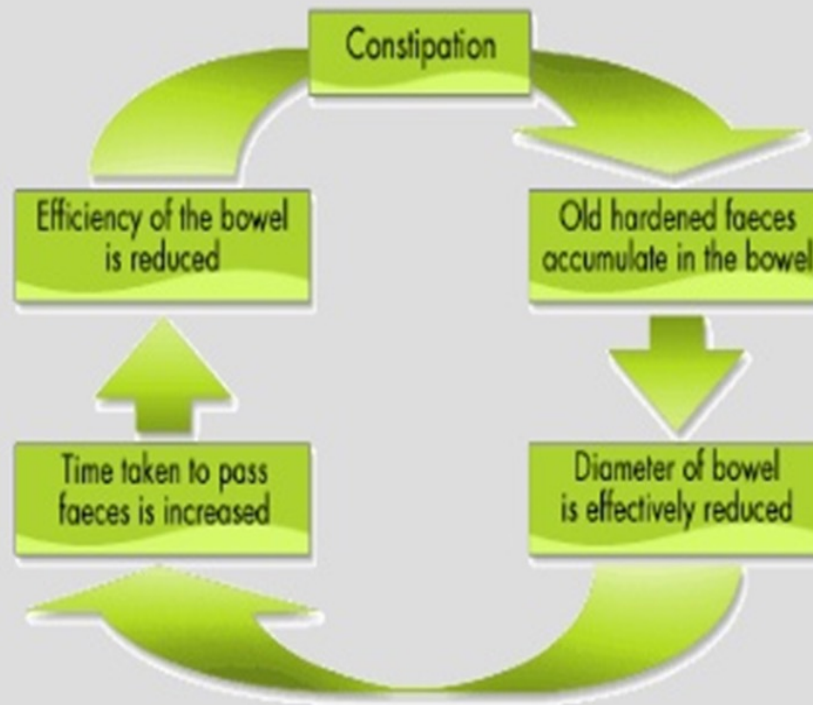 Constipation
Old hardened faeces
accumulate in the bowel
Diameter of bowel
is effectively reduced
Time taken to pass
faeces is increased
Efficiency of the bowel
is reduced